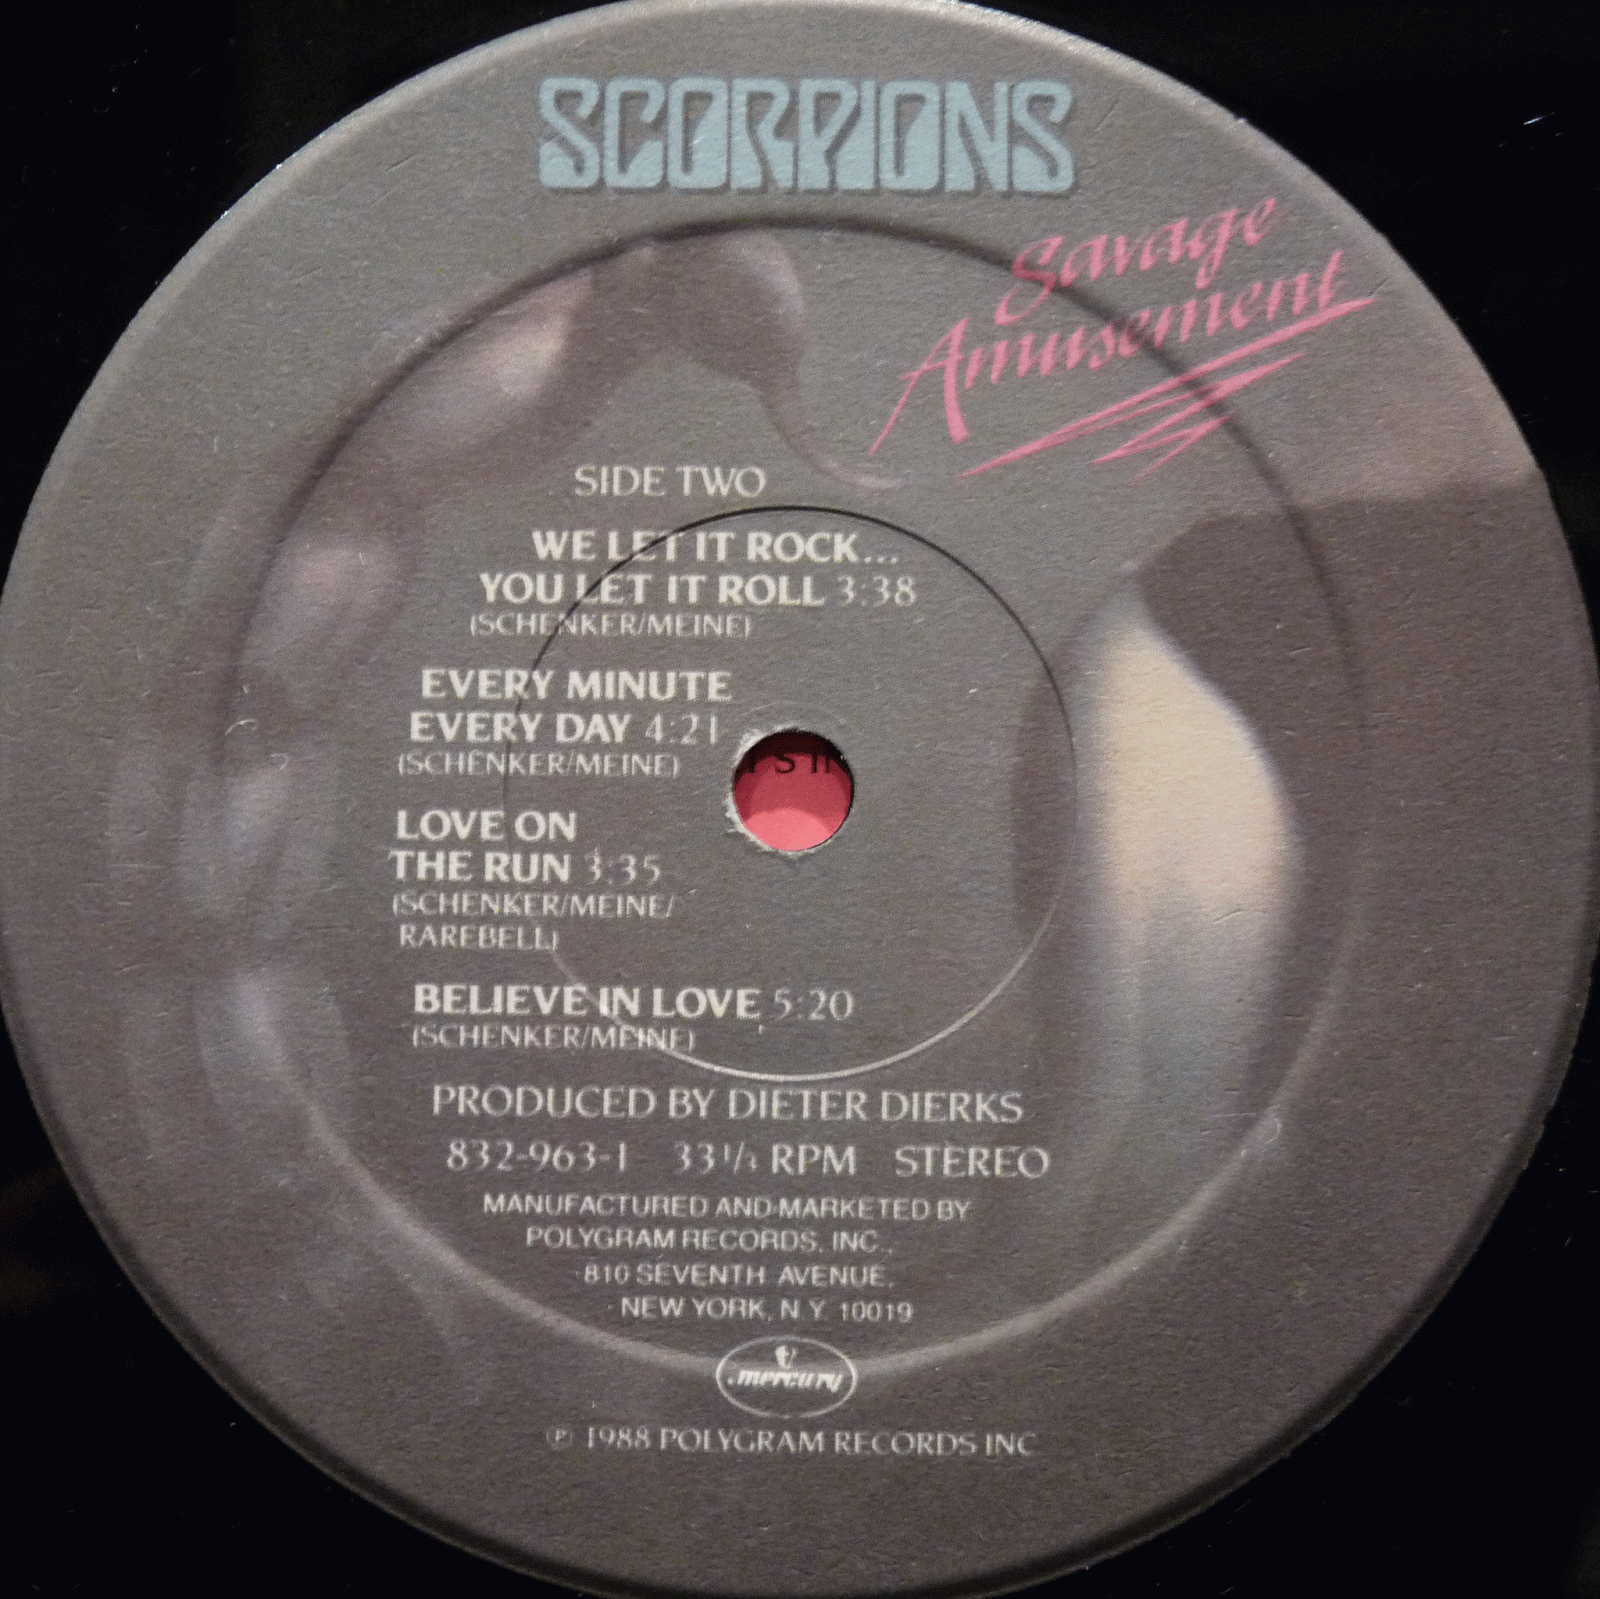 SCORPIONS
Savage
Amusement
SIDE TWO
WE LET IT ROCK...
YOU LET IT ROLL 3:38
(SCHENKER/MEINE)
EVERY MINUTE
EVERY DAY 4:21
(SCHENKER/MEINE)
LOVE ON
THE RUN 3:35
(SCHENKER/MEINE/
RAREBELL)
BELIEVE IN LOVE 5:20
(SCHENKER/MEINE)
PRODUCED BY DIETER DIERKS
832-963-1 33 1/3 RPM STEREO
MANUFACTURED AND MARKETED BY
POLYGRAM RECORDS, INC.,
810 SEVENTH AVENUE,
NEW YORK, N.Y. 10019
mercury
℗ 1988 POLYGRAM RECORDS INC